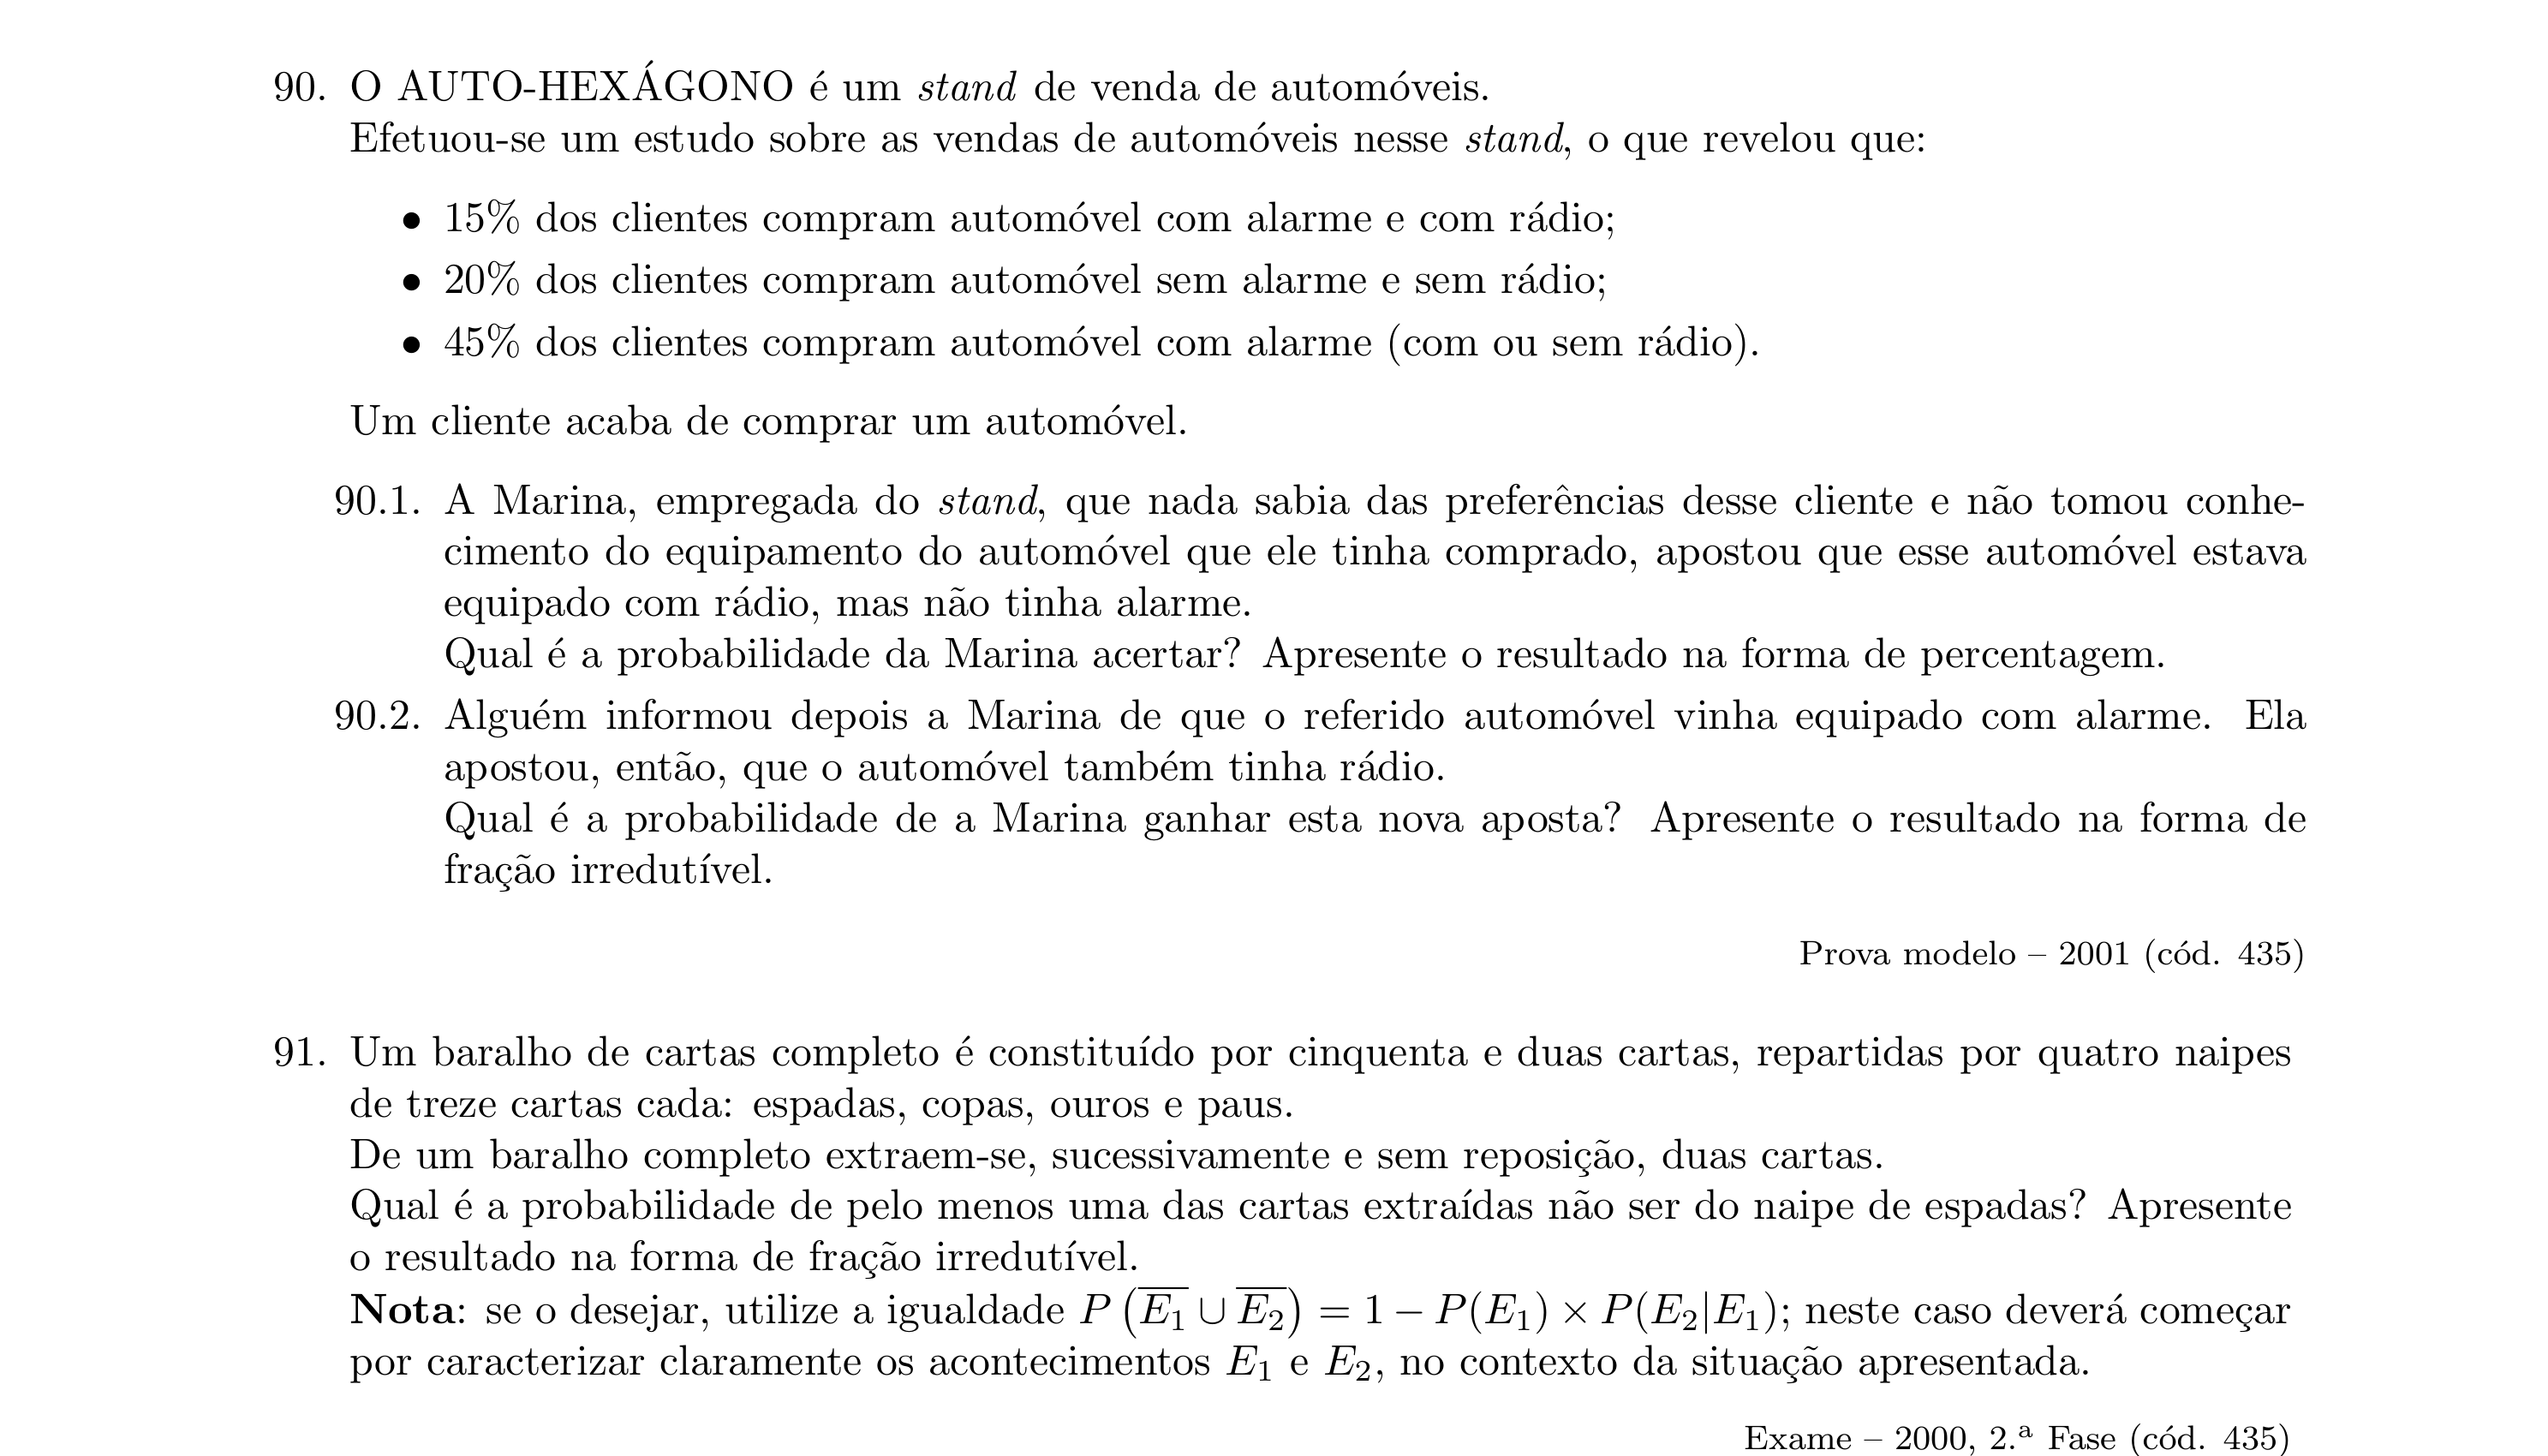 90. O AUTO-HEXÁGONO é um stand de venda de automóveis.
Efetuou-se um estudo sobre as vendas de automóveis nesse stand, o que revelou que:
• 15% dos clientes compram automóvel com alarme e com rádio;
• 20% dos clientes compram automóvel sem alarme e sem rádio;
• 45% dos clientes compram automóvel com alarme (com ou sem rádio).
Um cliente acaba de comprar um automóvel.
90.1. A Marina, empregada do stand, que nada sabia das preferências desse cliente e não tomou conhe-
cimento do equipamento do automóvel que ele tinha comprado, apostou que esse automóvel estava
equipado com rádio, mas não tinha alarme.
Qual é a probabilidade da Marina acertar? Apresente o resultado na forma de percentagem.
90.2. Alguém informou depois a Marina de que o referido automóvel vinha equipado com alarme. Ela
apostou, então, que o automóvel também tinha rádio.
Qual é a probabilidade de a Marina ganhar esta nova aposta? Apresente o resultado na forma de
fração irredutível.
Prova modelo – 2001 (cód. 435)
91. Um baralho de cartas completo é constituído por cinquenta e duas cartas, repartidas por quatro naipes
de treze cartas cada: espadas, copas, ouros e paus.
De um baralho completo extraem-se, sucessivamente e sem reposição, duas cartas.
Qual é a probabilidade de pelo menos uma das cartas extraídas não ser do naipe de espadas? Apresente
o resultado na forma de fração irredutível.
Nota: se o desejar, utilize a igualdade $P\left(\overline{E_1} \cup \overline{E_2}\right) = 1 - P(E_1) \times P(E_2|E_1)$; neste caso deverá começar
por caracterizar claramente os acontecimentos $E_1$ e $E_2$, no contexto da situação apresentada.
Exame – 2000, 2.ª Fase (cód. 435)